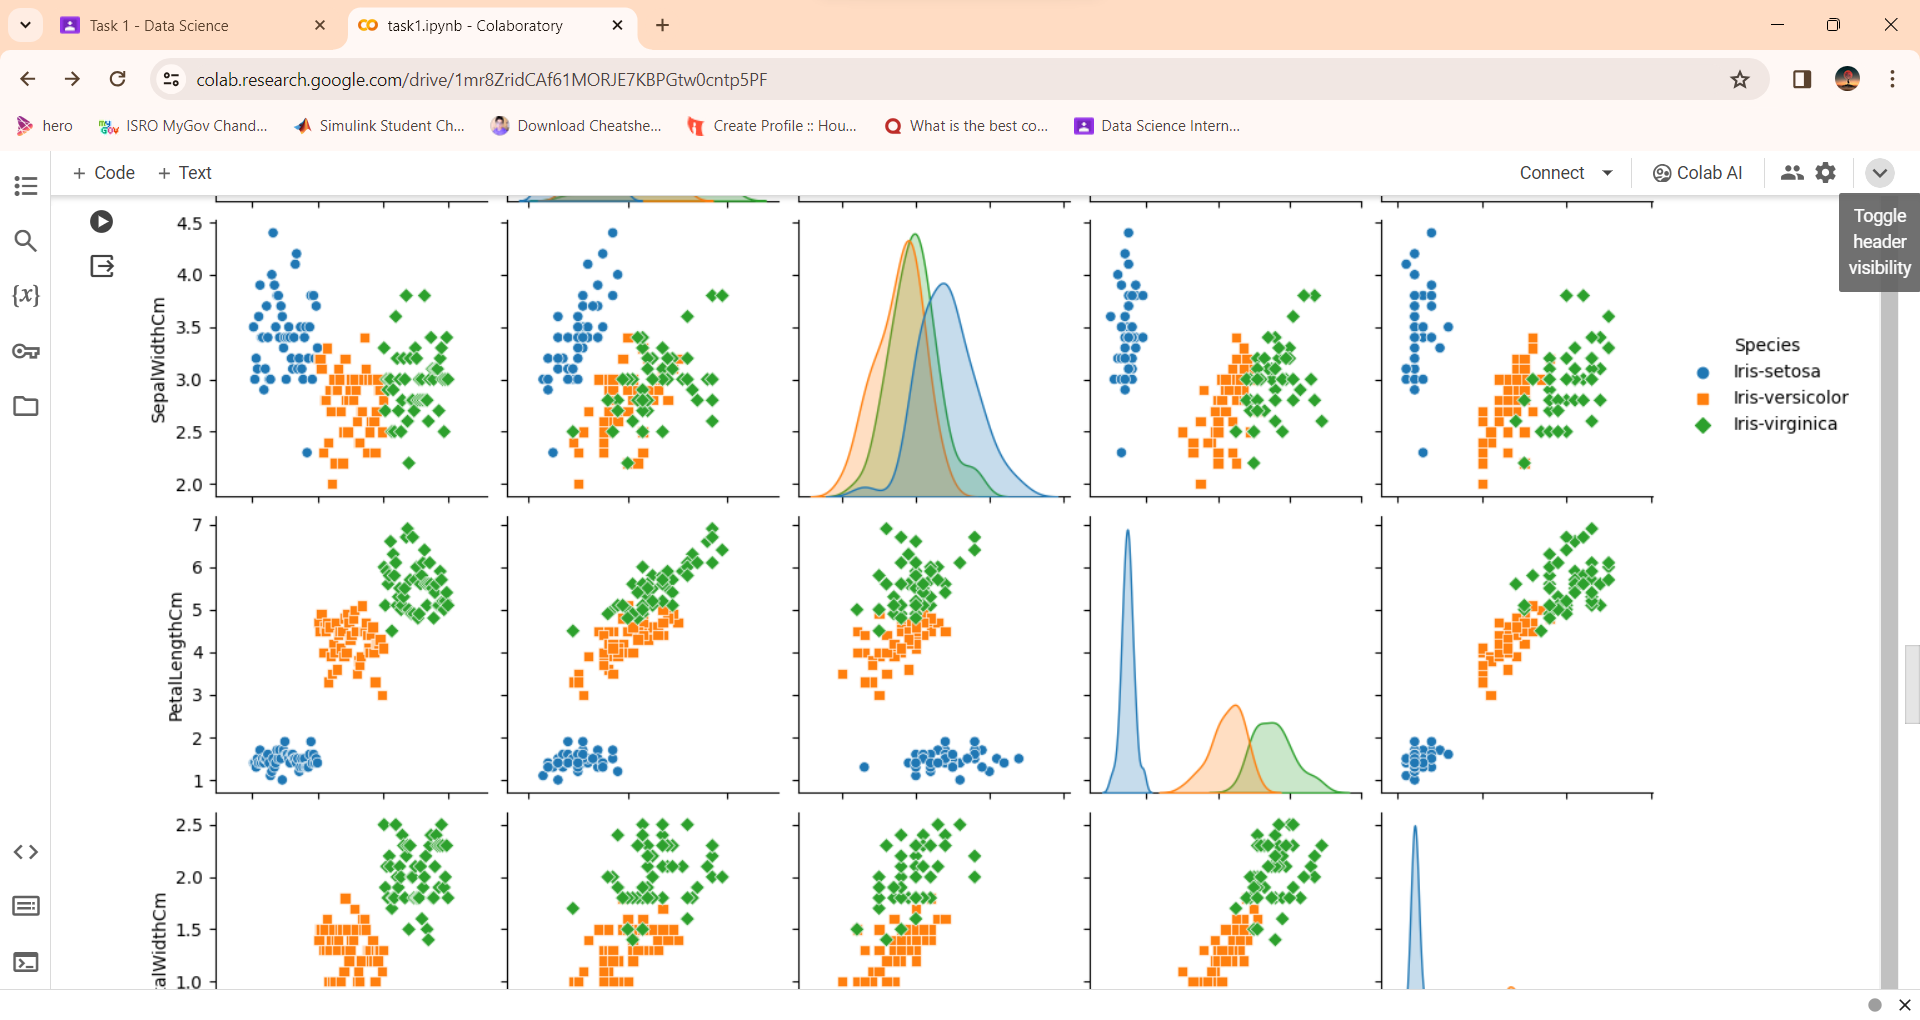 Task 1 - Data Science
task1.ipynb - Colaboratory
colab.research.google.com/drive/1mr8ZridCAf61MORJE7KBPGtw0cntp5PF
hero
ISRO MyGov Chand...
Simulink Student Ch...
Download Cheatshe...
Create Profile :: Hou...
What is the best co...
Data Science Intern...
+ Code
+ Text
Connect
Colab AI
Toggle
header
visibility
{x}
4.5
4.0
3.5
3.0
2.5
2.0
SepalWidthCm
Species
Iris-setosa
Iris-versicolor
Iris-virginica
7
6
5
4
3
2
1
PetalLengthCm
2.5
2.0
1.5
1.0
alWidthCm